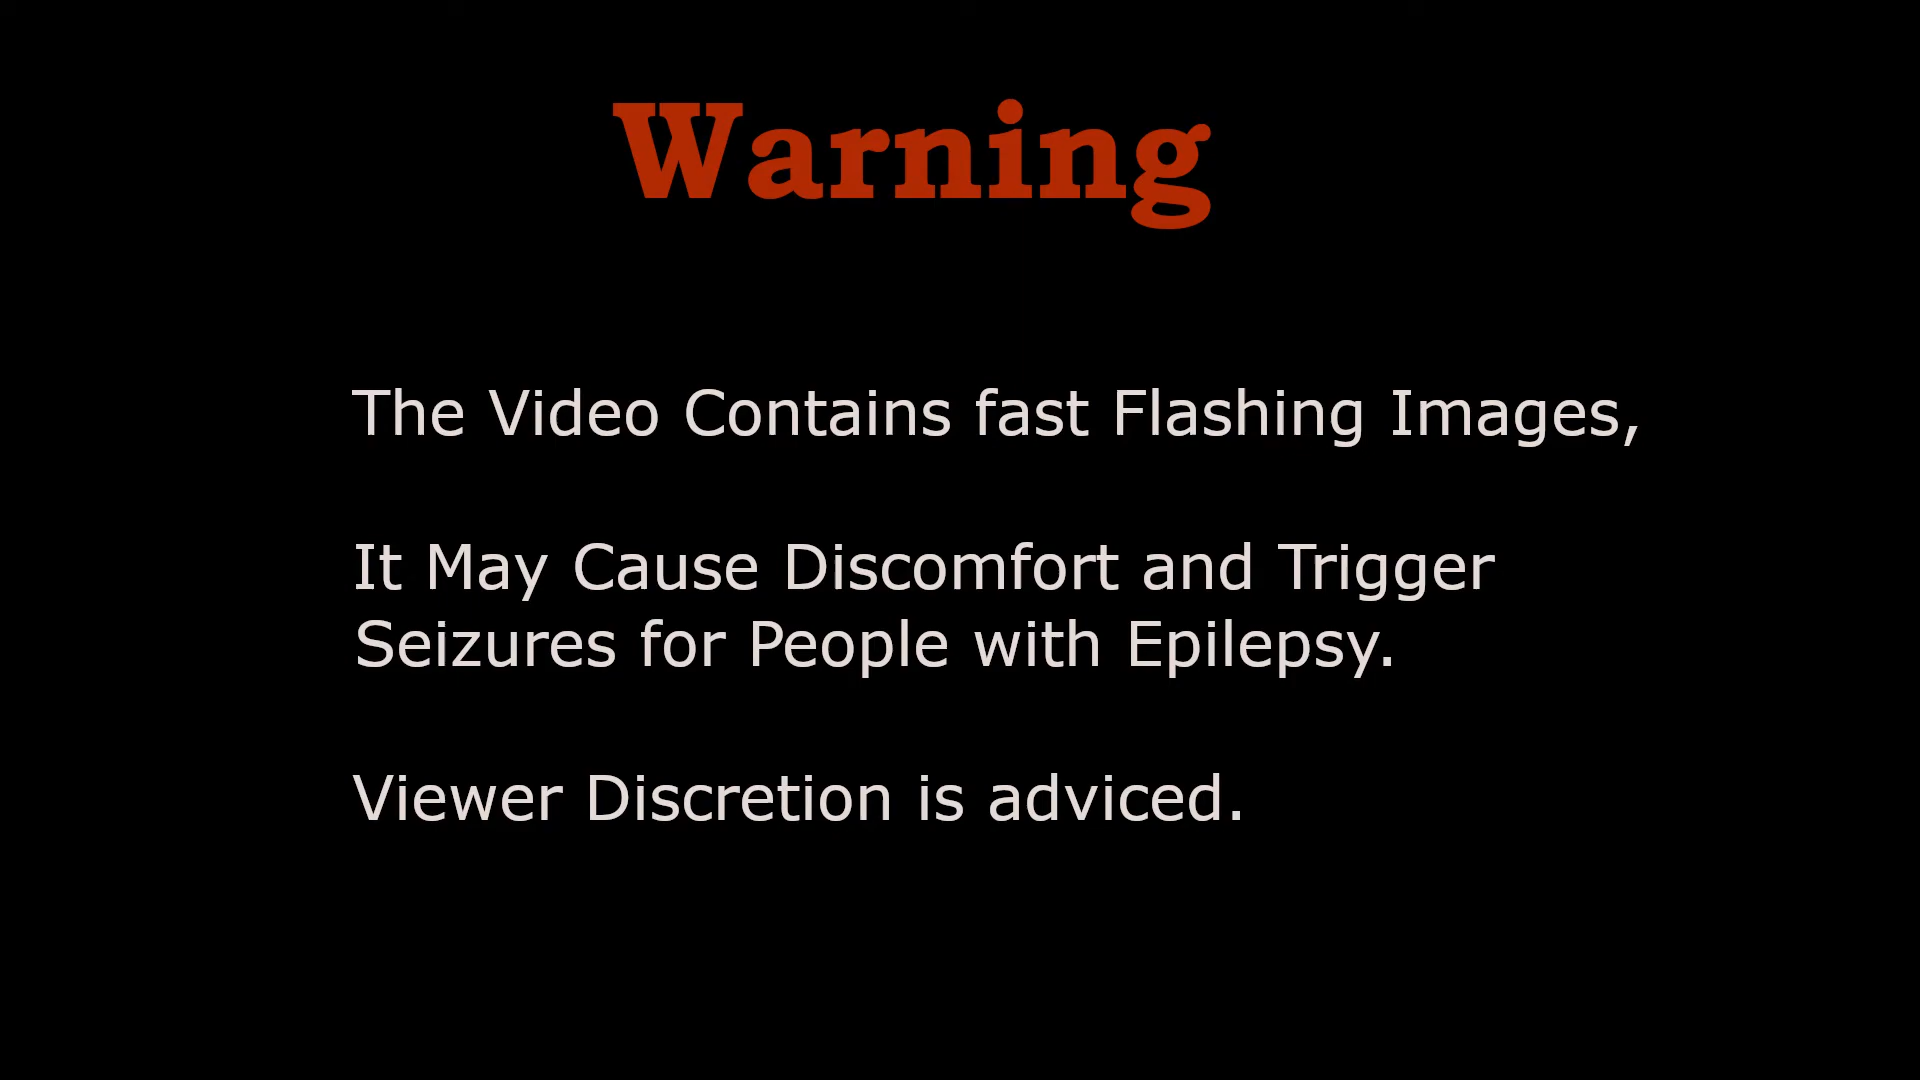 Warning
The Video Contains fast Flashing Images,
It May Cause Discomfort and Trigger
Seizures for People with Epilepsy.
Viewer Discretion is adviced.